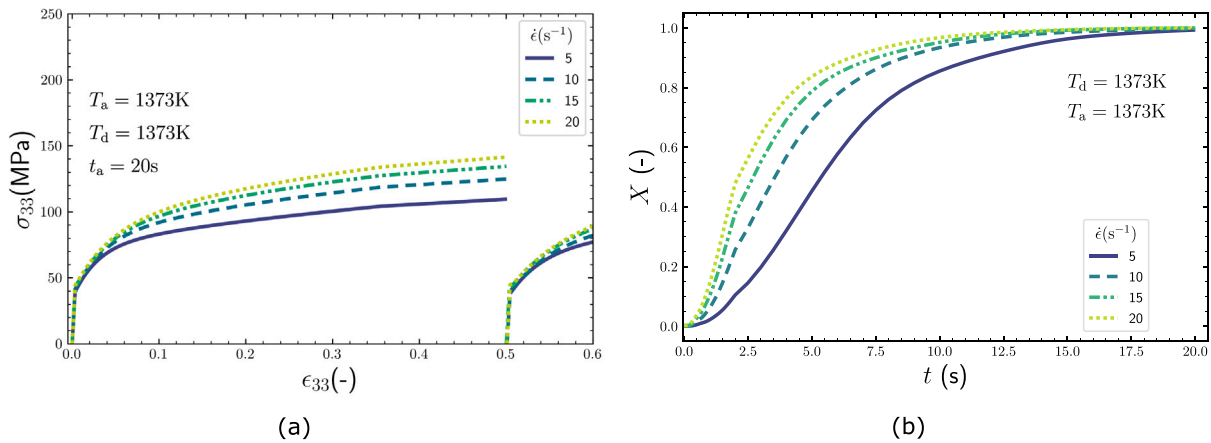 250
200
150
100
50
0
σ₃₃(MPa)
Tₐ = 1373K
T_d = 1373K
tₐ = 20s
ε̇(s⁻¹)
5
10
15
20
0.0 0.1 0.2 0.3 0.4 0.5 0.6
ϵ₃₃(-)
(a)
1.0
0.8
0.6
0.4
0.2
0.0
X (-)
T_d = 1373K
Tₐ = 1373K
ε̇(s⁻¹)
5
10
15
20
0.0 2.5 5.0 7.5 10.0 12.5 15.0 17.5 20.0
t (s)
(b)